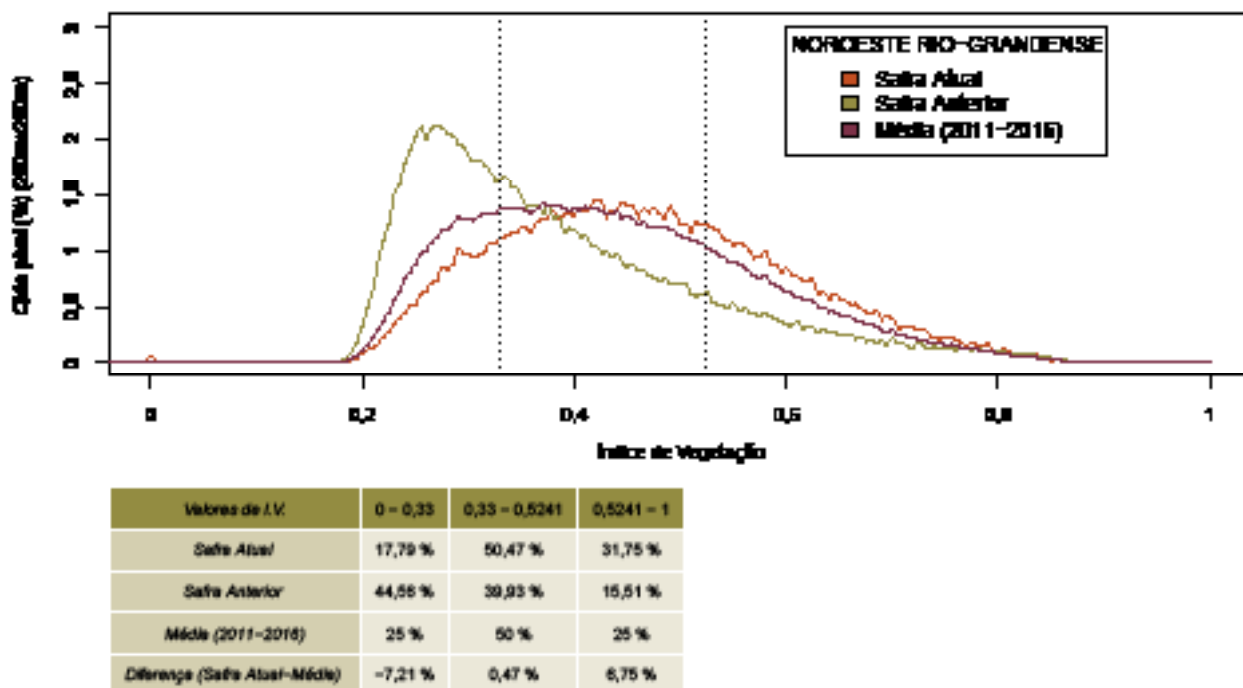 NOROESTE RIO-GRANDENSE
Safra Atual
Safra Anterior
Média (2011-2016)
3
2,5
2
1,5
1
0,5
0
0 0,2 0,4 0,6 0,8 1
Índice de Vegetação
Valores de I.V. 0 - 0,33 0,33 - 0,5241 0,5241 - 1
Safra Atual 17,79 % 50,47 % 31,75 %
Safra Anterior 44,56 % 39,93 % 15,51 %
Média (2011-2016) 25 % 50 % 25 %
Diferença (Safra Atual-Média) -7,21 % 0,47 % 6,75 %